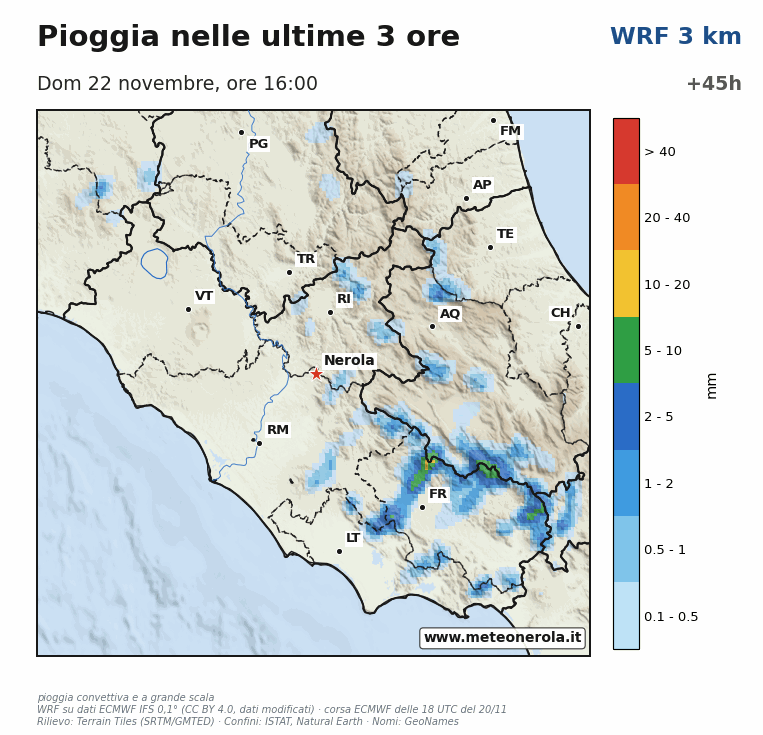 Pioggia nelle ultime 3 ore
WRF 3 km
Dom 22 novembre, ore 16:00
+45h
FM
PG
AP
TE
TR
VT
RI
AQ
CH
Nerola
RM
FR
LT
www.meteonerola.it
> 40
20 - 40
10 - 20
5 - 10
2 - 5
1 - 2
0.5 - 1
0.1 - 0.5
mm
pioggia convettiva e a grande scala
WRF su dati ECMWF IFS 0,1° (CC BY 4.0, dati modificati) · corsa ECMWF delle 18 UTC del 20/11
Rilievo: Terrain Tiles (SRTM/GMTED) · Confini: ISTAT, Natural Earth · Nomi: GeoNames